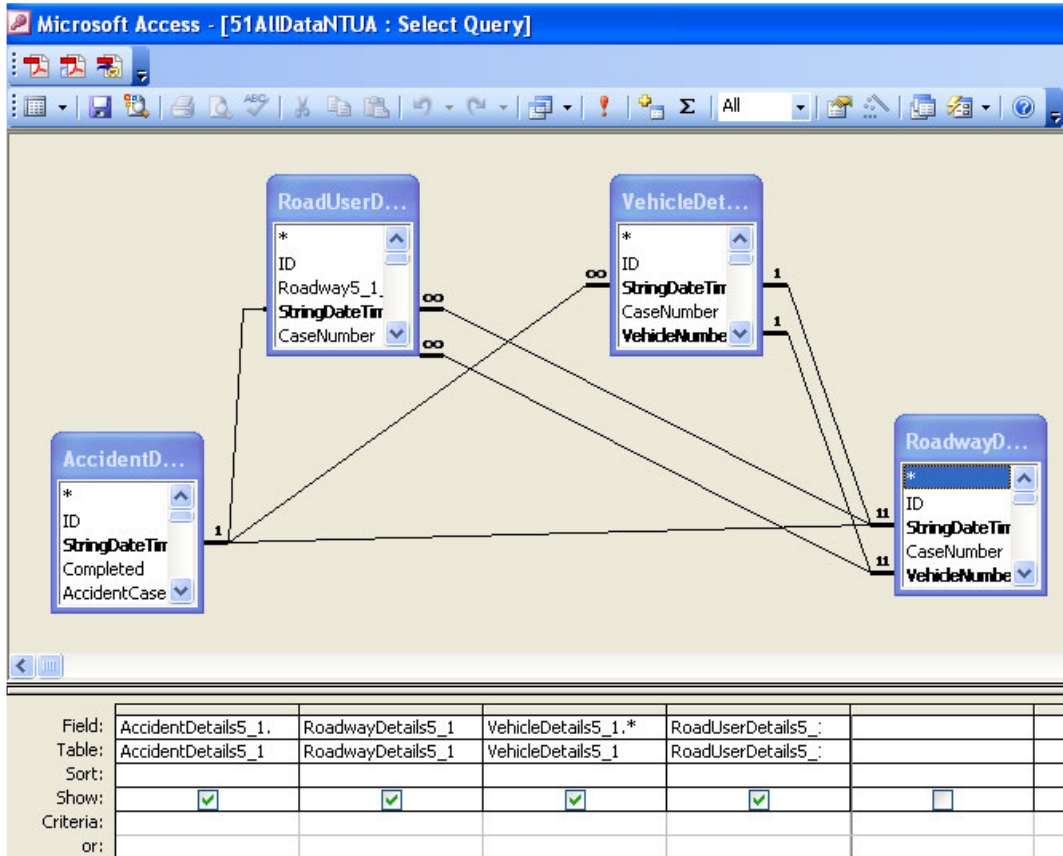 Microsoft Access - [51AllDataNTUA : Select Query]
ABC
Σ All
RoadUserD...
*
ID
Roadway5_1_
StringDateTim
CaseNumber
∞
∞
VehicleDet...
*
ID
StringDateTim
CaseNumber
VehicleNumbe
∞
1
1
AccidentD...
*
ID
StringDateTim
Completed
AccidentCase
1
RoadwayD...
*
ID
StringDateTim
CaseNumber
VehicleNumbe
11
11
Field: AccidentDetails5_1. RoadwayDetails5_1 VehicleDetails5_1.* RoadUserDetails5_:
Table: AccidentDetails5_1 RoadwayDetails5_1 VehicleDetails5_1 RoadUserDetails5_:
Sort:
Show:
Criteria:
or: